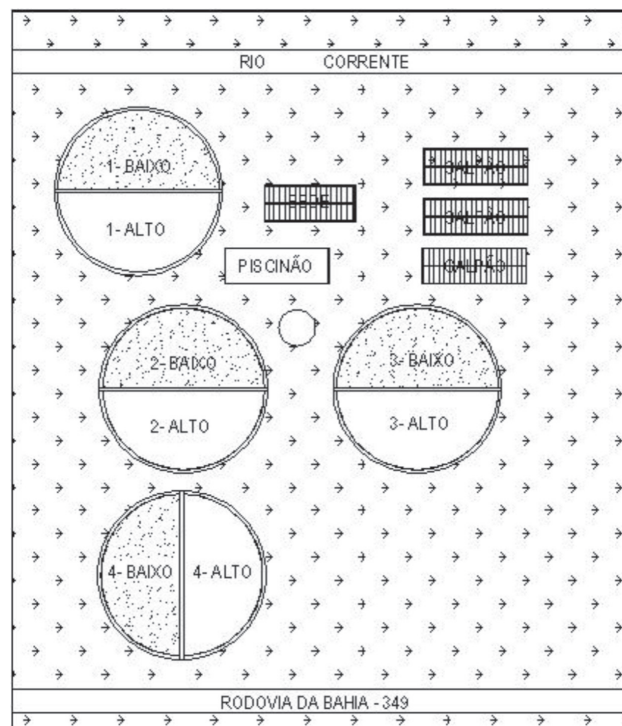 RIO CORRENTE
1- BAIXO
1- ALTO
SEDE
GALPÃO
GALPÃO
GALPÃO
PISCINÃO
2- BAIXO
2- ALTO
3- BAIXO
3- ALTO
4- BAIXO
4- ALTO
RODOVIA DA BAHIA - 349